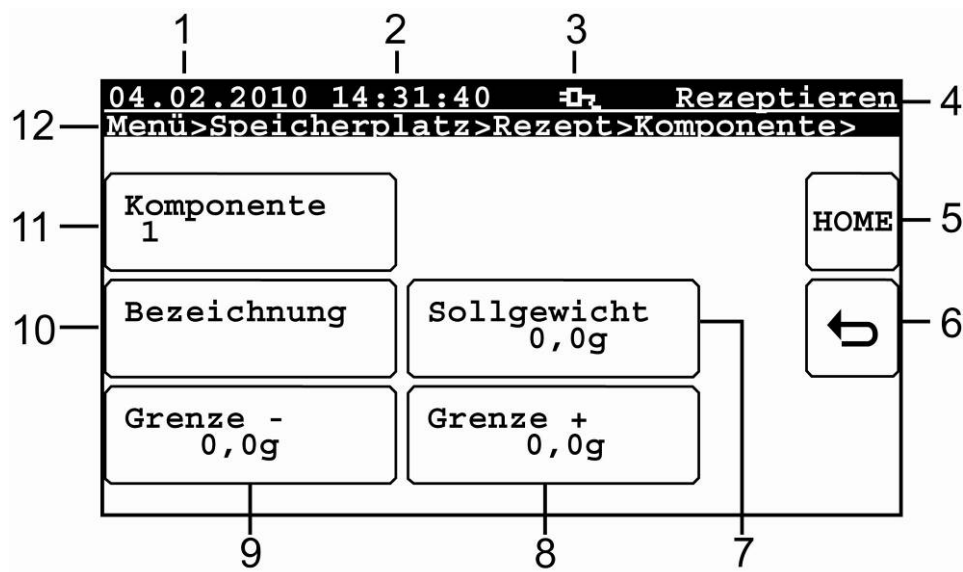 1 2 3
04.02.2010 14:31:40 Rezeptieren 4
12 Menü>Speicherplatz>Rezept>Komponente>
Komponente
11 1 HOME 5
Bezeichnung Sollgewicht
10 0,0g 6
Grenze - Grenze +
0,0g 0,0g
9 8 7